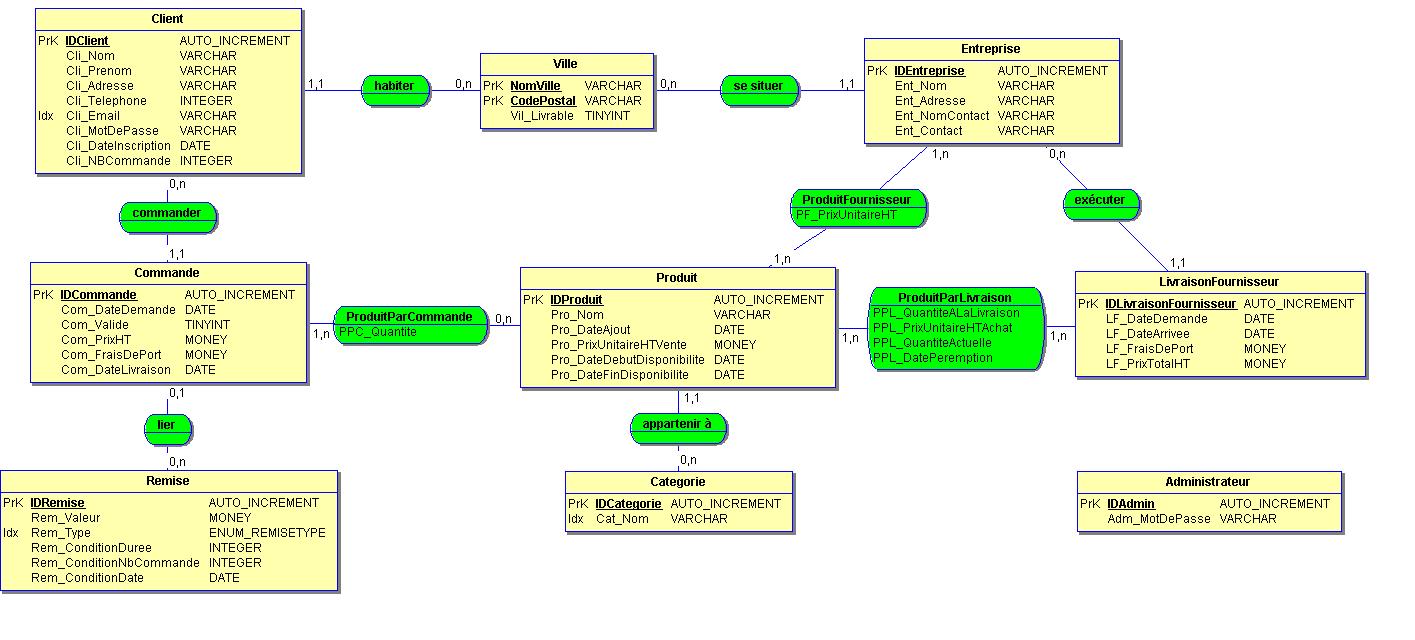 Client
PrK IDClient AUTO_INCREMENT
Cli_Nom VARCHAR
Cli_Prenom VARCHAR
Cli_Adresse VARCHAR
Cli_Telephone INTEGER
Idx Cli_Email VARCHAR
Cli_MotDePasse VARCHAR
Cli_DateInscription DATE
Cli_NBCommande INTEGER
1,1
habiter
0,n
Ville
PrK NomVille VARCHAR
PrK CodePostal VARCHAR
Vil_Livrable TINYINT
0,n
se situer
1,1
Entreprise
PrK IDEntreprise AUTO_INCREMENT
Ent_Nom VARCHAR
Ent_Adresse VARCHAR
Ent_NomContact VARCHAR
Ent_Contact VARCHAR
0,n
commander
1,1
1,n
ProduitFournisseur
PF_PrixUnitaireHT
1,n
0,n
exécuter
1,1
Commande
PrK IDCommande AUTO_INCREMENT
Com_DateDemande DATE
Com_Valide TINYINT
Com_PrixHT MONEY
Com_FraisDePort MONEY
Com_DateLivraison DATE
1,n
ProduitParCommande
PPC_Quantite
0,n
Produit
PrK IDProduit AUTO_INCREMENT
Pro_Nom VARCHAR
Pro_DateAjout DATE
Pro_PrixUnitaireHTVente MONEY
Pro_DateDebutDisponibilite DATE
Pro_DateFinDisponibilite DATE
1,n
ProduitParLivraison
PPL_QuantiteALaLivraison
PPL_PrixUnitaireHTAchat
PPL_QuantiteActuelle
PPL_DatePeremption
1,n
LivraisonFournisseur
PrK IDLivraisonFournisseur AUTO_INCREMENT
LF_DateDemande DATE
LF_DateArrivee DATE
LF_FraisDePort MONEY
LF_PrixTotalHT MONEY
0,1
lier
0,n
1,1
appartenir à
0,n
Remise
PrK IDRemise AUTO_INCREMENT
Rem_Valeur MONEY
Idx Rem_Type ENUM_REMISETYPE
Rem_ConditionDuree INTEGER
Rem_ConditionNbCommande INTEGER
Rem_ConditionDate DATE
Categorie
PrK IDCategorie AUTO_INCREMENT
Idx Cat_Nom VARCHAR
Administrateur
PrK IDAdmin AUTO_INCREMENT
Adm_MotDePasse VARCHAR